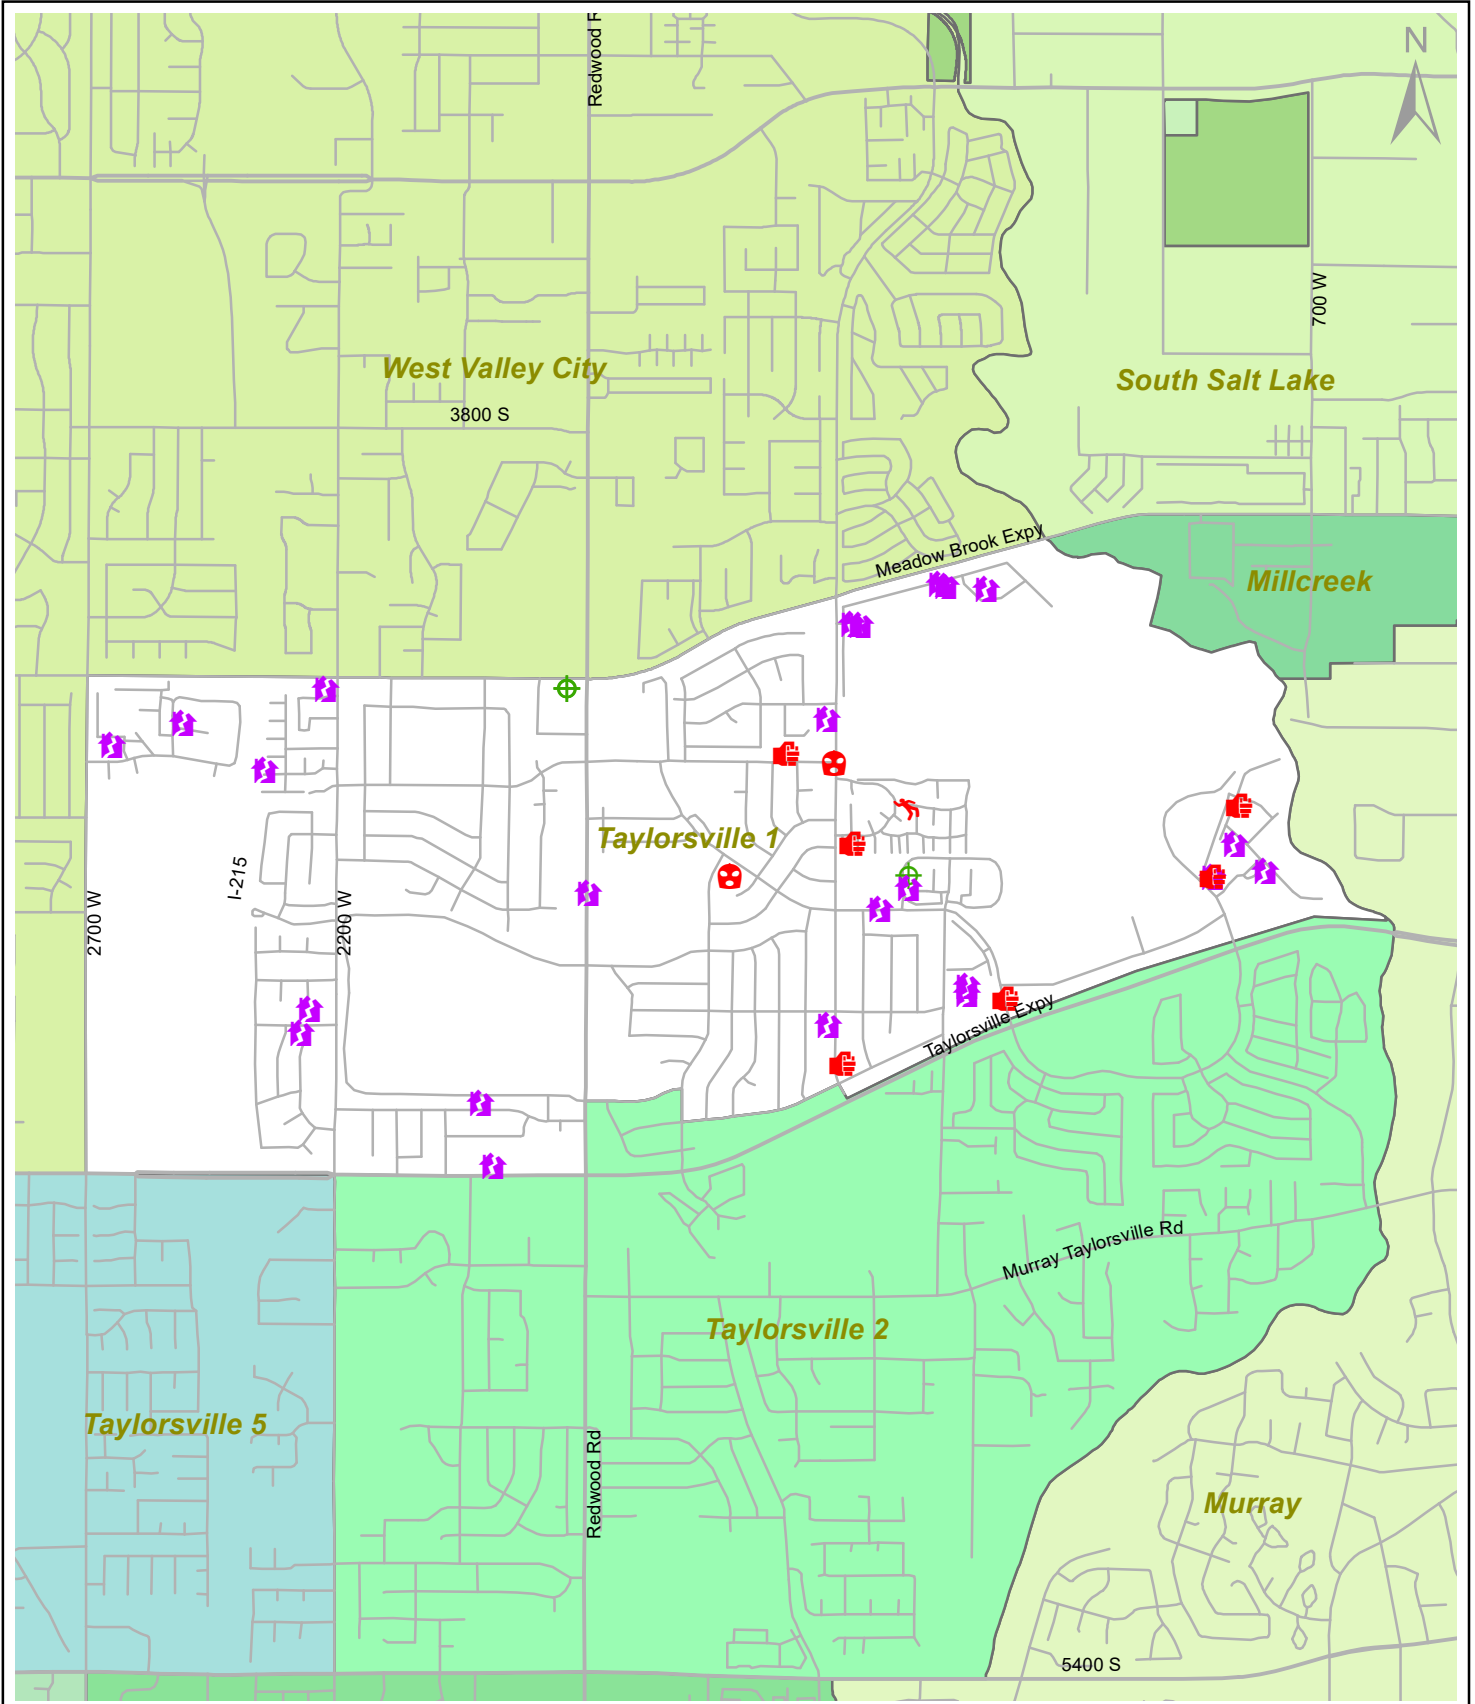 Redwood R
N
700 W
West Valley City
South Salt Lake
3800 S
Meadow Brook Expy
Millcreek
Taylorsville 1
I-215
2700 W
2200 W
Taylorsville Expy
Murray Taylorsville Rd
Taylorsville 2
Taylorsville 5
Redwood Rd
Murray
5400 S